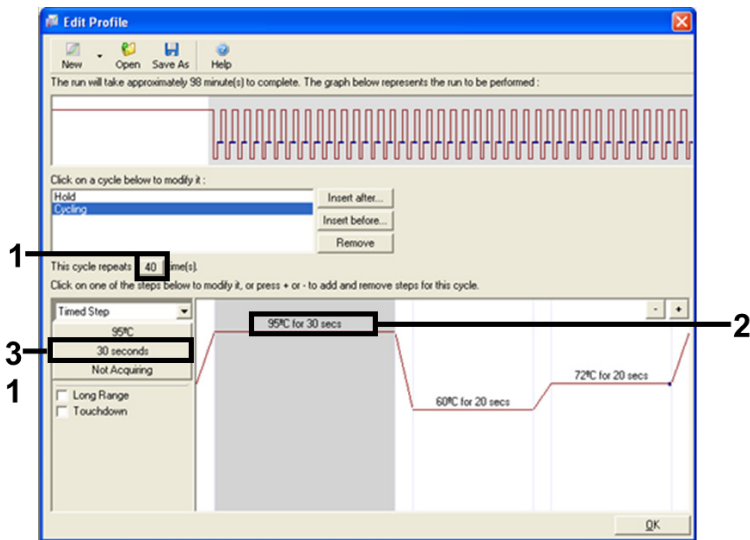 Edit Profile
New Open Save As Help
The run will take approximately 98 minute(s) to complete. The graph below represents the run to be performed :
Click on a cycle below to modify it :
Hold
Cycling
Insert after...
Insert before...
Remove
1
This cycle repeats 40 time(s).
Click on one of the steps below to modify it, or press + or - to add and remove steps for this cycle.
Timed Step
- +
95ºC
95ºC for 30 secs
2
3
30 seconds
Not Acquiring
72ºC for 20 secs
1
Long Range
60ºC for 20 secs
Touchdown
OK